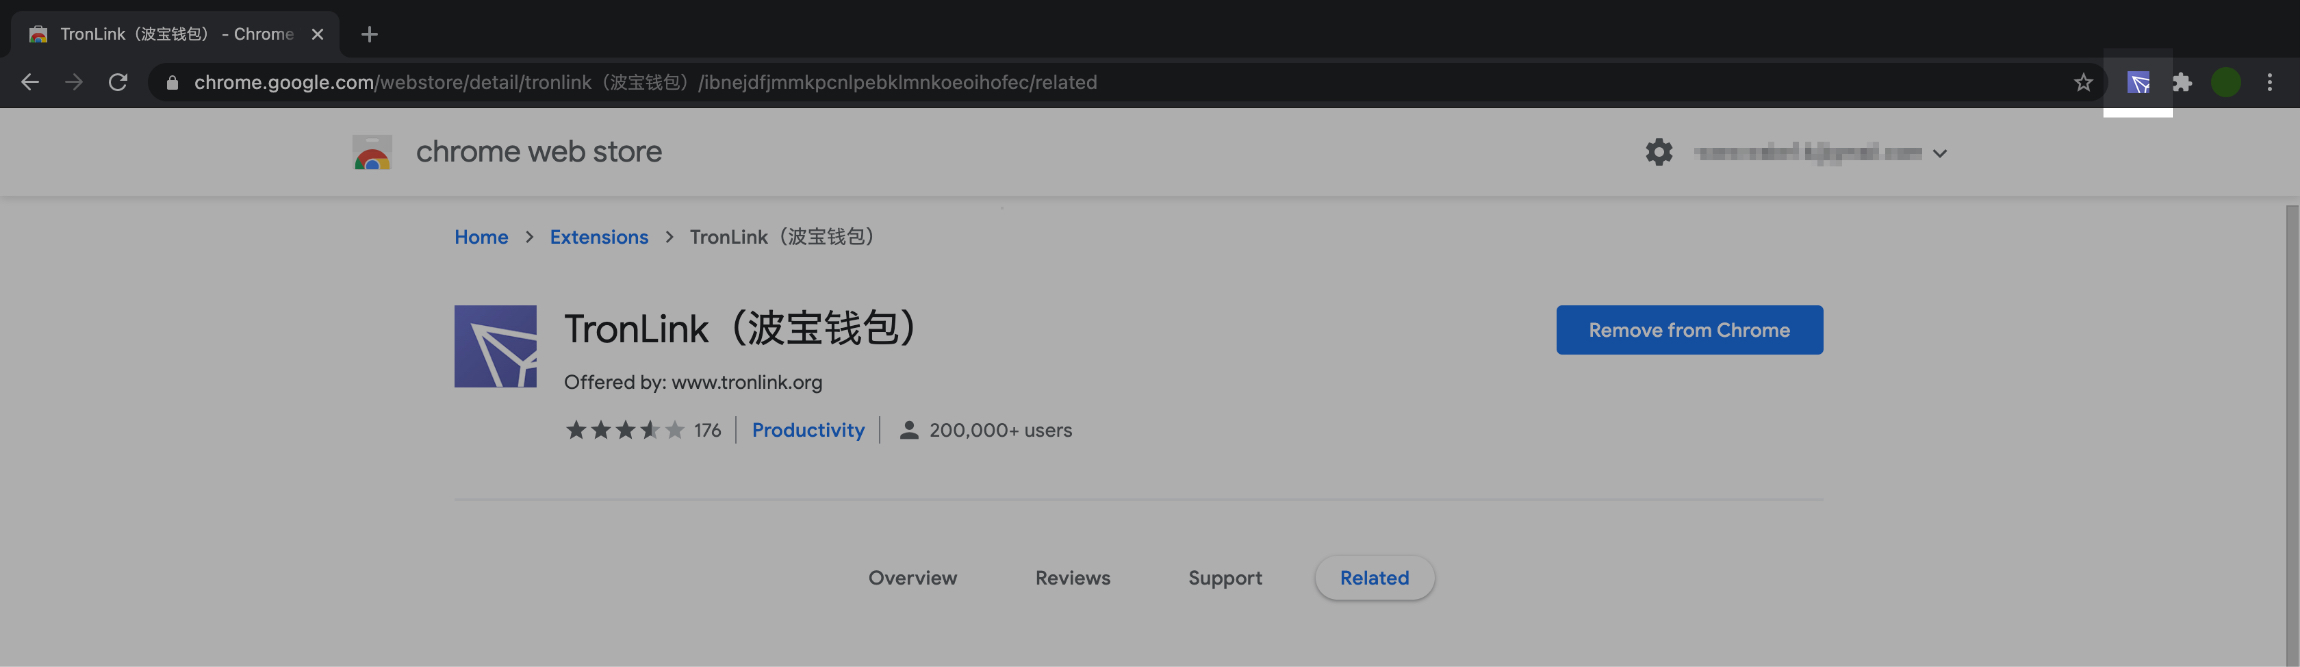 TronLink（波宝钱包） - Chrome
chrome.google.com/webstore/detail/tronlink（波宝钱包）/ibnejdfjmmkpcnlpebklmnkoeoihofec/related
chrome web store
Home > Extensions > TronLink（波宝钱包）
TronLink（波宝钱包）
Remove from Chrome
Offered by: www.tronlink.org
176 | Productivity | 200,000+ users
Overview Reviews Support Related